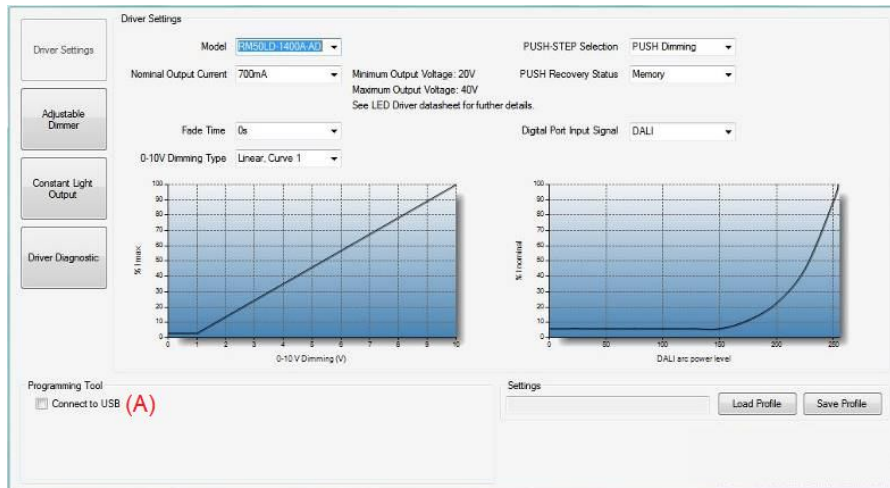 Driver Settings
Driver Settings
Model RM50LD-1400A-AD PUSH-STEP Selection PUSH Dimming
Nominal Output Current 700mA Minimum Output Voltage: 20V PUSH Recovery Status Memory
Maximum Output Voltage: 40V
See LED Driver datasheet for further details.
Adjustable
Dimmer
Fade Time 0s Digital Port Input Signal DALI
0-10V Dimming Type Linear, Curve 1
Constant Light
Output
Driver Diagnostic
% I max
100
90
80
70
60
50
40
30
20
10
0
0 1 2 3 4 5 6 7 8 9 10
0-10 V Dimming (V)
% I nominal
100
90
80
70
60
50
40
30
20
10
0
0 50 100 150 200 250
DALI arc power level
Programming Tool
Connect to USB (A)
Settings
Load Profile Save Profile